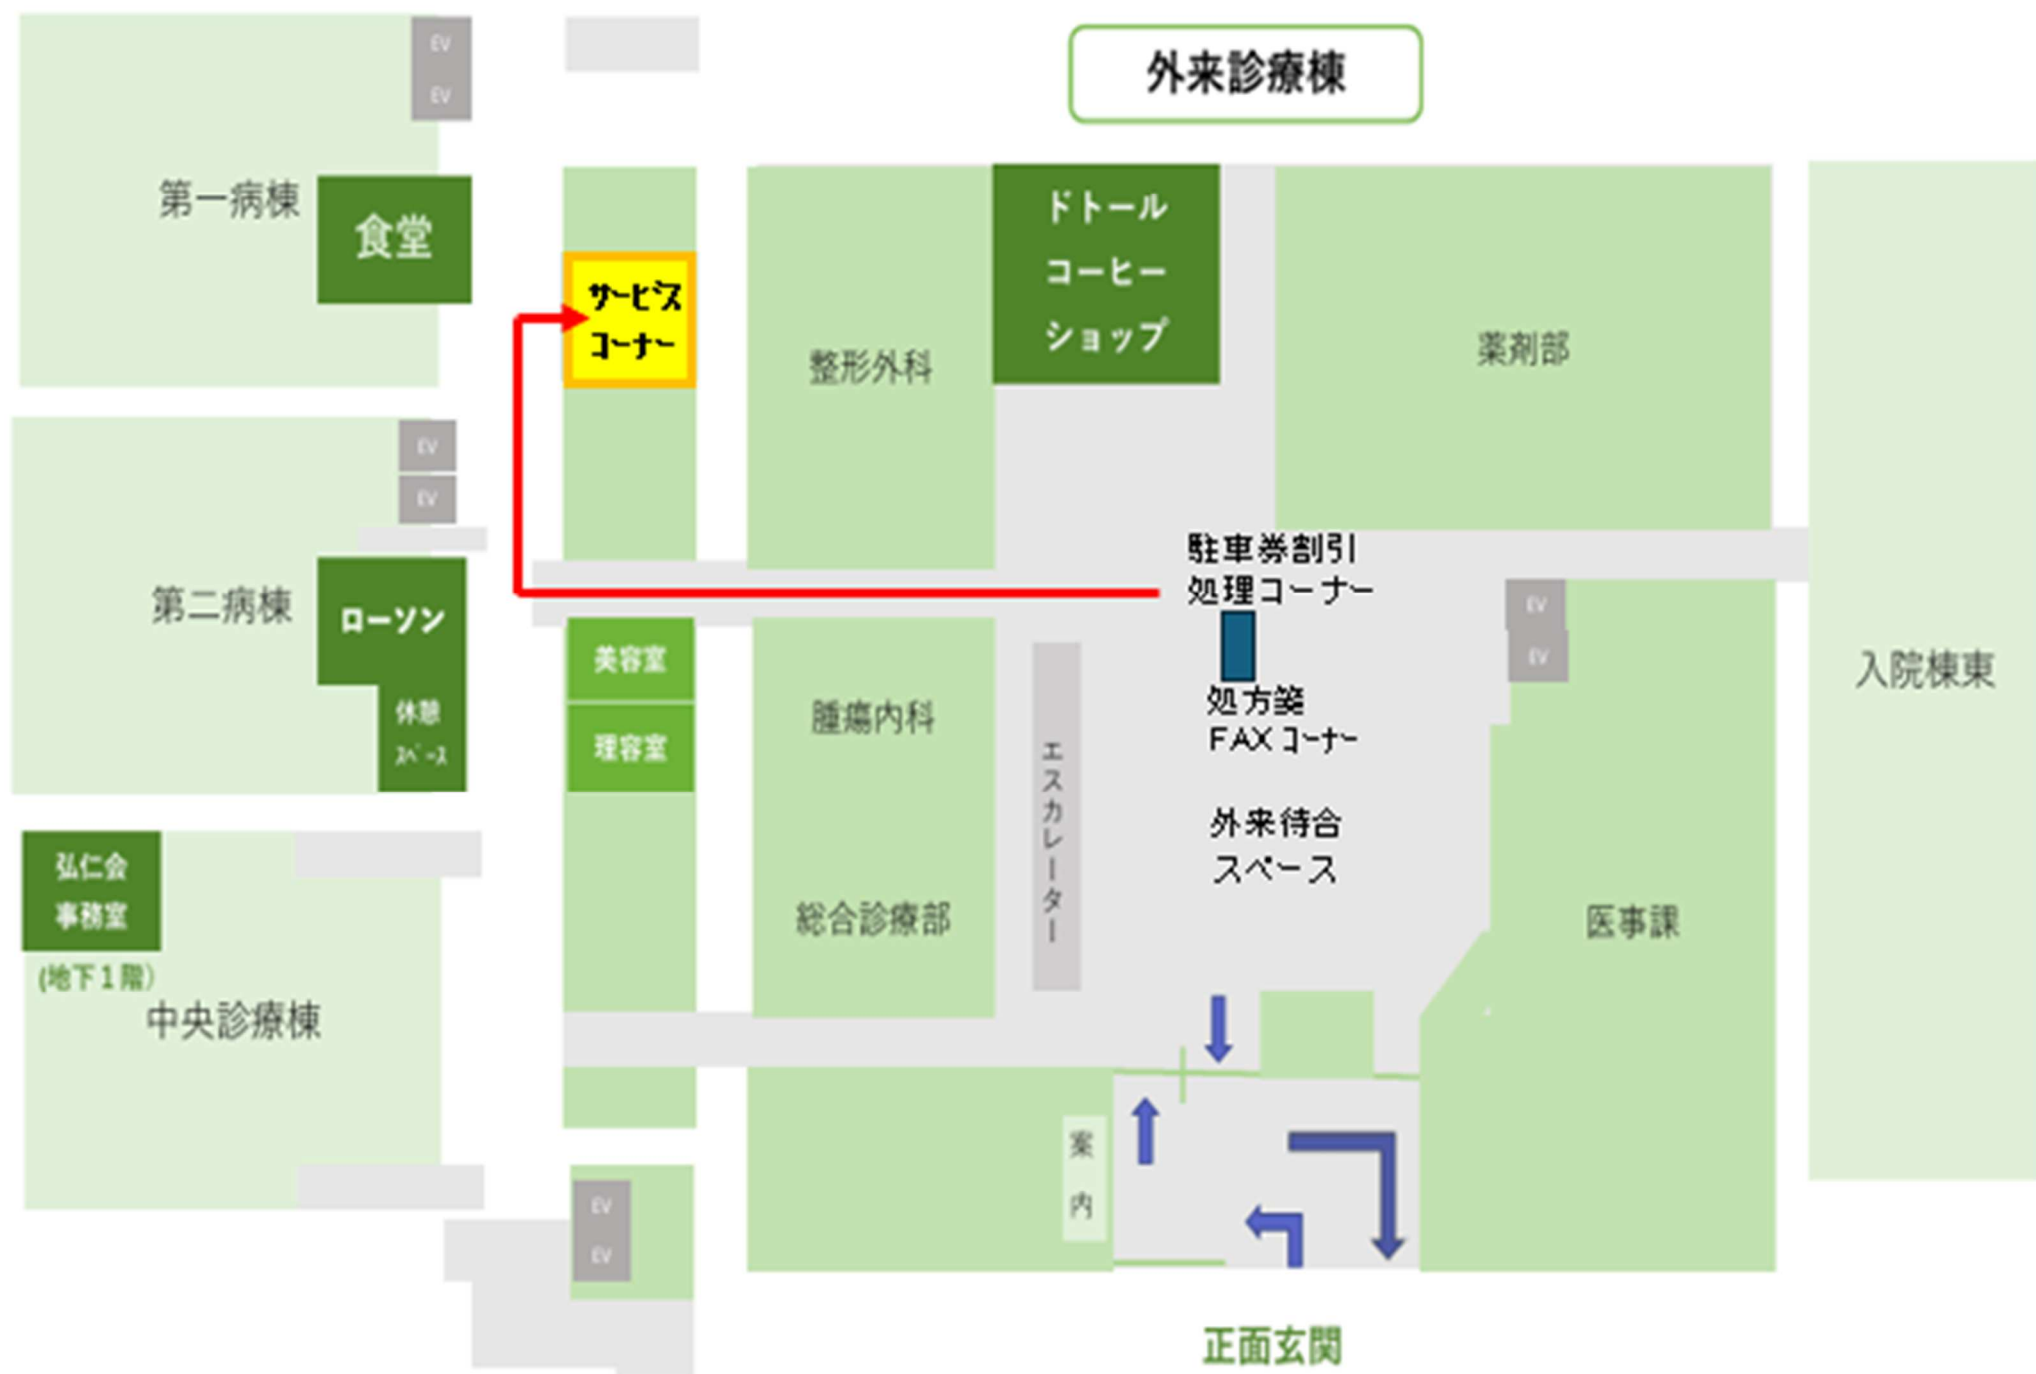 外来診療棟
EV
EV
第一病棟
食堂
サービス
コーナー
ドトール
コーヒー
ショップ
整形外科
薬剤部
EV
EV
第二病棟
ローソン
休憩
スペース
駐車券割引
処理コーナー
処方箋
FAXコーナー
EV
EV
入院棟東
美容室
理容室
腫瘍内科
エスカレーター
外来待合
スペース
弘仁会
事務室
(地下1階)
中央診療棟
総合診療部
医事課
案内
EV
EV
正面玄関